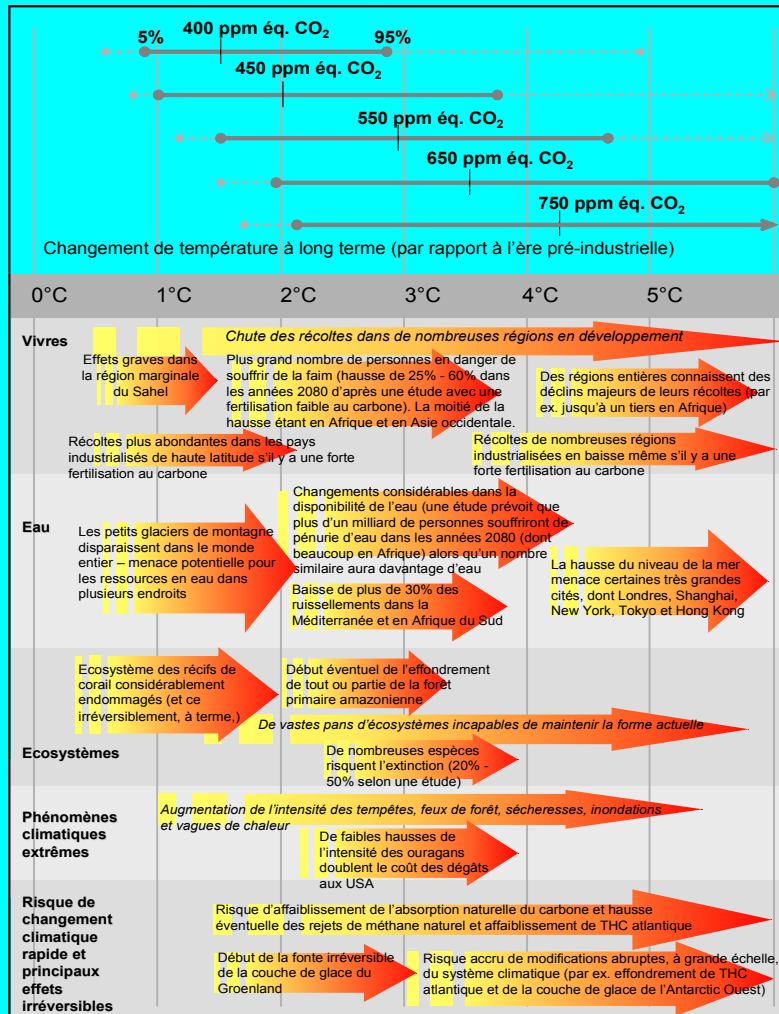 400 ppm éq. CO2
5%
95%
450 ppm éq. CO2
550 ppm éq. CO2
650 ppm éq. CO2
750 ppm éq. CO2
Changement de température à long terme (par rapport à l'ère pré-industrielle)
0°C 1°C 2°C 3°C 4°C 5°C
Vivres
Chute des récoltes dans de nombreuses régions en développement
Effets graves dans
la région marginale
du Sahel
Plus grand nombre de personnes en danger de
souffrir de la faim (hausse de 25% - 60% dans
les années 2080 d'après une étude avec une
fertilisation faible au carbone). La moitié de la
hausse étant en Afrique et en Asie occidentale.
Des régions entières connaissent des
déclins majeurs de leurs récoltes (par
ex. jusqu'à un tiers en Afrique)
Récoltes plus abondantes dans les pays
industrialisés de haute latitude s'il y a une forte
fertilisation au carbone
Récoltes de nombreuses régions
industrialisées en baisse même s'il y a une
forte fertilisation au carbone
Eau
Les petits glaciers de montagne
disparaissent dans le monde
entier – menace potentielle pour
les ressources en eau dans
plusieurs endroits
Changements considérables dans la
disponibilité de l'eau (une étude prévoit que
plus d'un milliard de personnes souffriront de
pénurie d'eau dans les années 2080 (dont
beaucoup en Afrique) alors qu'un nombre
similaire aura davantage d'eau
Baisse de plus de 30% des
ruissellements dans la
Méditerranée et en Afrique du Sud
La hausse du niveau de la mer
menace certaines très grandes
cités, dont Londres, Shanghai,
New York, Tokyo et Hong Kong
Ecosystèmes
Ecosystème des récifs de
corail considérablement
endommagés (et ce
irréversiblement, à terme,)
Début éventuel de l'effondrement
de tout ou partie de la forêt
primaire amazonienne
De vastes pans d'écosystèmes incapables de maintenir la forme actuelle
De nombreuses espèces
risquent l'extinction (20% -
50% selon une étude)
Phénomènes
climatiques
extrêmes
Augmentation de l'intensité des tempêtes, feux de forêt, sécheresses, inondations
et vagues de chaleur
De faibles hausses de
l'intensité des ouragans
doublent le coût des dégâts
aux USA
Risque de
changement
climatique
rapide et
principaux
effets
irréversibles
Risque d'affaiblissement de l'absorption naturelle du carbone et hausse
éventuelle des rejets de méthane naturel et affaiblissement de THC atlantique
Début de la fonte irréversible
de la couche de glace du
Groenland
Risque accru de modifications abruptes, à grande échelle,
du système climatique (par ex. effondrement de THC
atlantique et de la couche de glace de l'Antarctic Ouest)